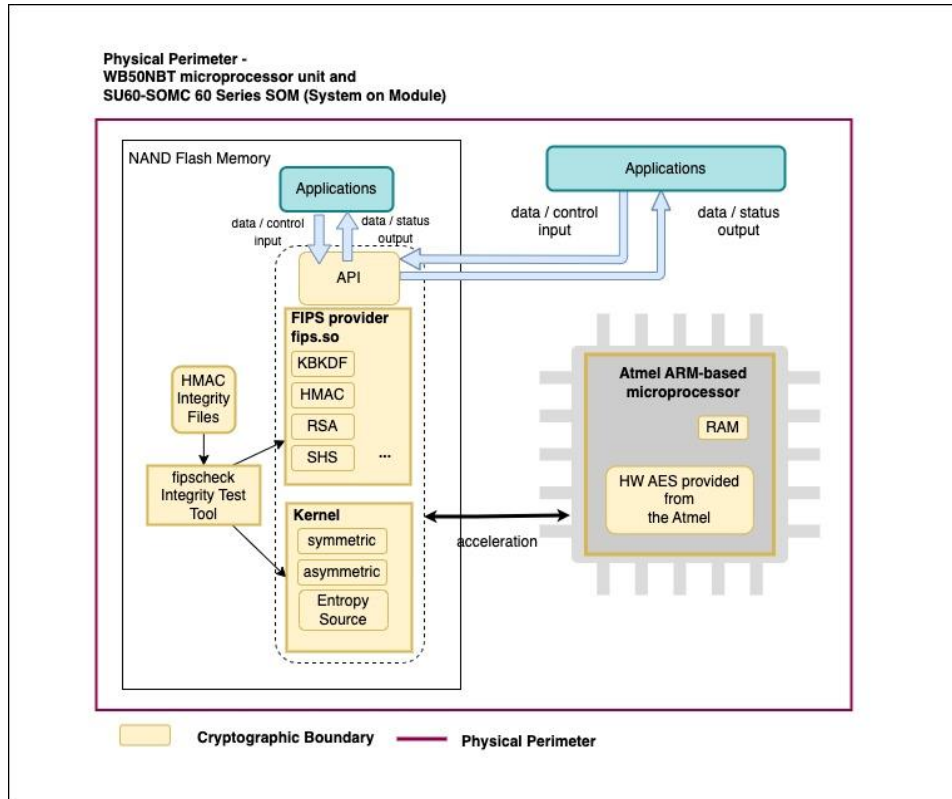 Physical Perimeter -
WB50NBT microprocessor unit and
SU60-SOMC 60 Series SOM (System on Module)
NAND Flash Memory
Applications
data / control
input
data / status
output
Applications
data / control
input
data / status
output
API
FIPS provider
fips.so
KBKDF
HMAC
RSA
SHS
...
HMAC
Integrity
Files
fipscheck
Integrity Test
Tool
Kernel
symmetric
asymmetric
Entropy
Source
acceleration
Atmel ARM-based
microprocessor
RAM
HW AES provided
from
the Atmel
Cryptographic Boundary
Physical Perimeter